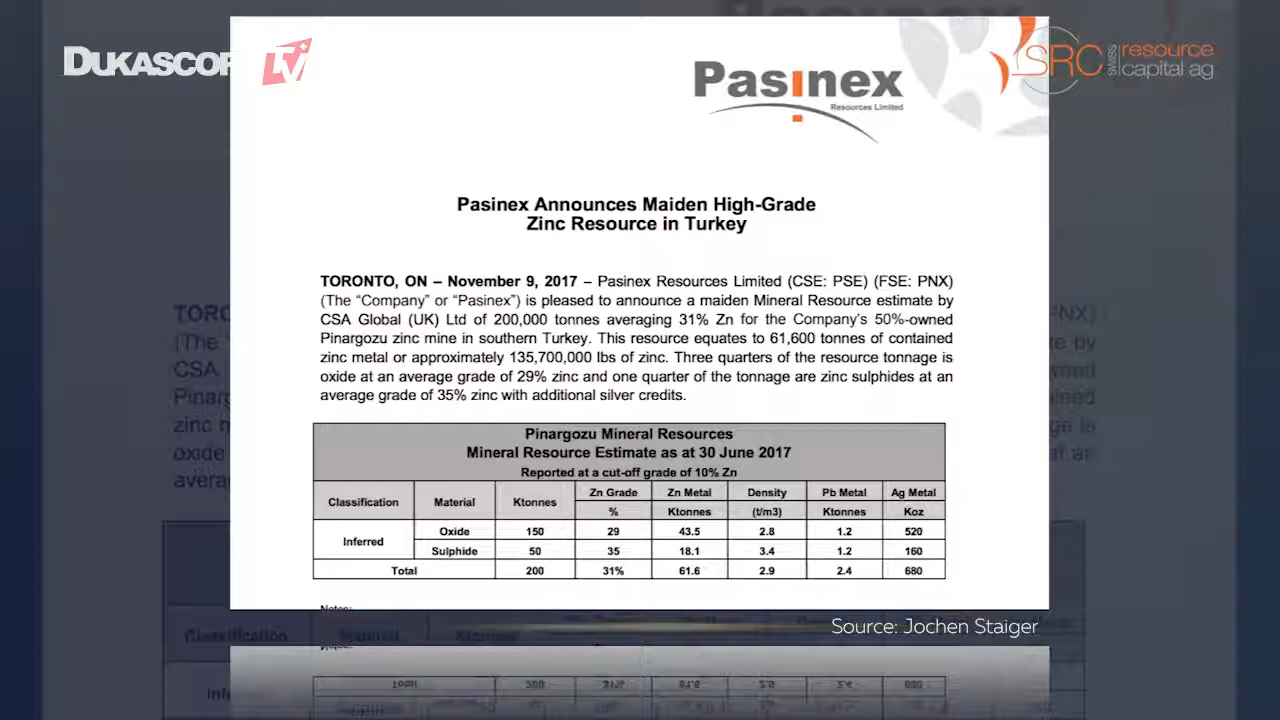 DUKASCOP TV
SRC swiss resource
capital ag
Pasinex
Resources Limited
Pasinex Announces Maiden High-Grade
Zinc Resource in Turkey
TORONTO, ON – November 9, 2017 – Pasinex Resources Limited (CSE: PSE) (FSE: PNX)
(The “Company” or “Pasinex”) is pleased to announce a maiden Mineral Resource estimate by
CSA Global (UK) Ltd of 200,000 tonnes averaging 31% Zn for the Company’s 50%-owned
Pinargozu zinc mine in southern Turkey. This resource equates to 61,600 tonnes of contained
zinc metal or approximately 135,700,000 lbs of zinc. Three quarters of the resource tonnage is
oxide at an average grade of 29% zinc and one quarter of the tonnage are zinc sulphides at an
average grade of 35% zinc with additional silver credits.
Pinargozu Mineral Resources
Mineral Resource Estimate as at 30 June 2017
Reported at a cut-off grade of 10% Zn
Classification Material Ktonnes Zn Grade Zn Metal Density Pb Metal Ag Metal
% Ktonnes (t/m3) Ktonnes Koz
Inferred Oxide 150 29 43.5 2.8 1.2 520
Sulphide 50 35 18.1 3.4 1.2 160
Total 200 31% 61.6 2.9 2.4 680
Notes:
Source: Jochen Staiger